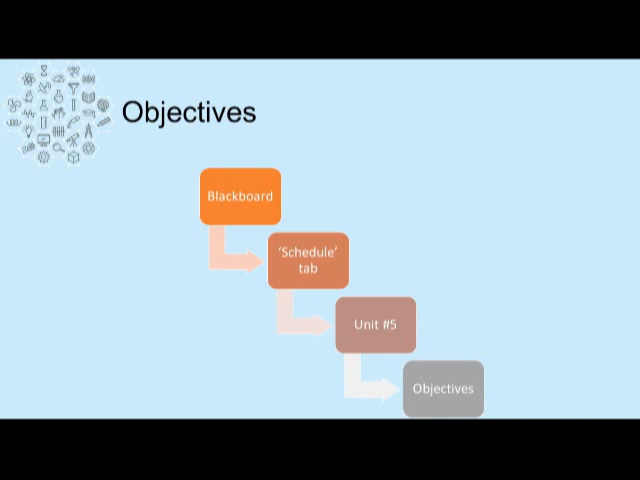 Objectives
Blackboard
‘Schedule’
tab
Unit #5
Objectives